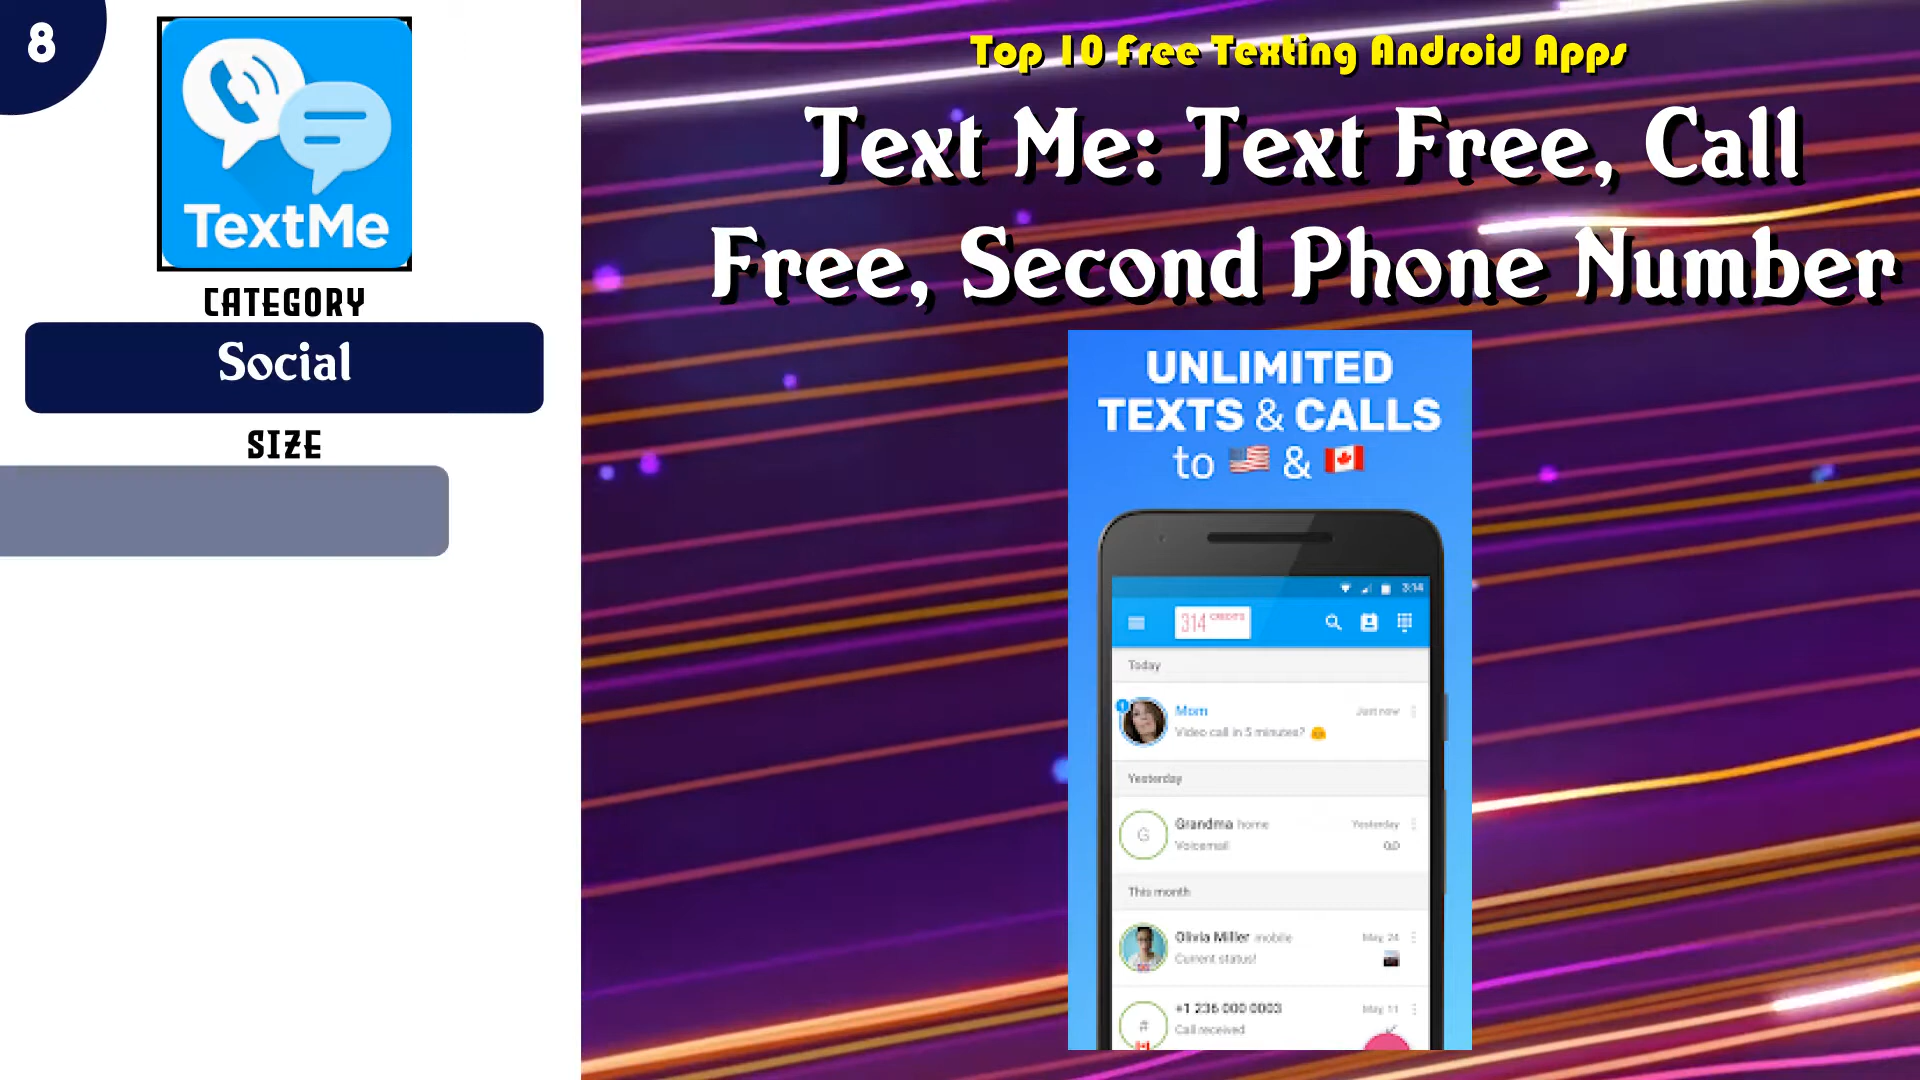 8
TextMe
CATEGORY
Social
SIZE
Top 10 Free Texting Android Apps
Text Me: Text Free, Call
Free, Second Phone Number
UNLIMITED
TEXTS & CALLS
to & 
3:14
314 CREDITS
Today
Mom Just now
Video call in 5 minutes?
Yesterday
G
Grandma home Yesterday
Voicemail
This month
Olivia Miller mobile May, 24
Current status!
#
+1 236 000 0003 May, 11
Call received